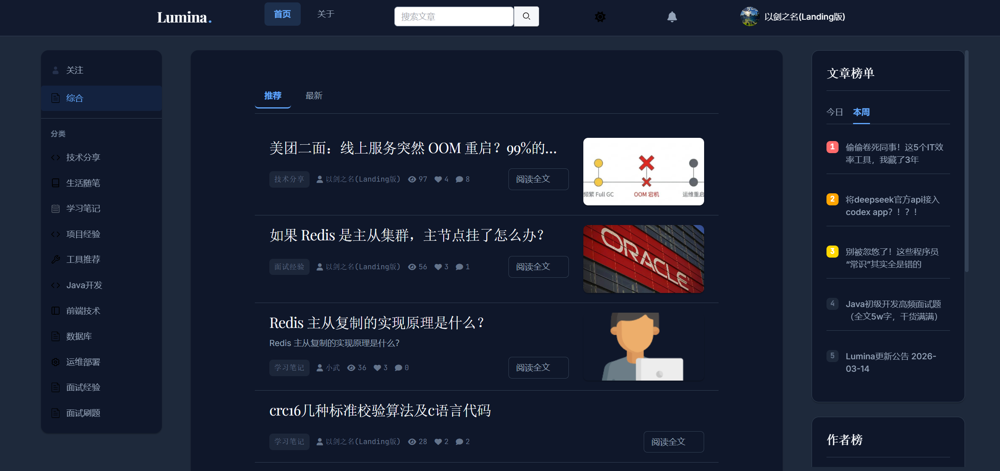 Lumina.
首页
关于
搜索文章
以剑之名(Landing版)
关注
综合
分类
技术分享
生活随笔
学习笔记
项目经验
工具推荐
Java开发
前端技术
数据库
运维部署
面试经验
面试刷题
推荐
最新
美团二面：线上服务突然 OOM 重启？99%的...
技术分享
以剑之名(Landing版)
97
4
8
阅读全文
频繁 Full GC
OOM 宕机
运维重启
如果 Redis 是主从集群，主节点挂了怎么办？
面试经验
以剑之名(Landing版)
56
3
1
阅读全文
ORACLE
Redis 主从复制的实现原理是什么？
Redis 主从复制的实现原理是什么？
学习笔记
小武
36
3
0
阅读全文
crc16几种标准校验算法及c语言代码
学习笔记
以剑之名(Landing版)
28
2
2
阅读全文
文章榜单
今日
本周
1
偷偷卷死同事！这5个IT效
率工具，我藏了3年
2
将deepseek官方api接入
codex app？！？！
3
别被忽悠了！这些程序员
“常识”其实全是错的
4
Java初级开发高频面试题
（全文5w字，干货满满）
5
Lumina更新公告 2026-
03-14
作者榜